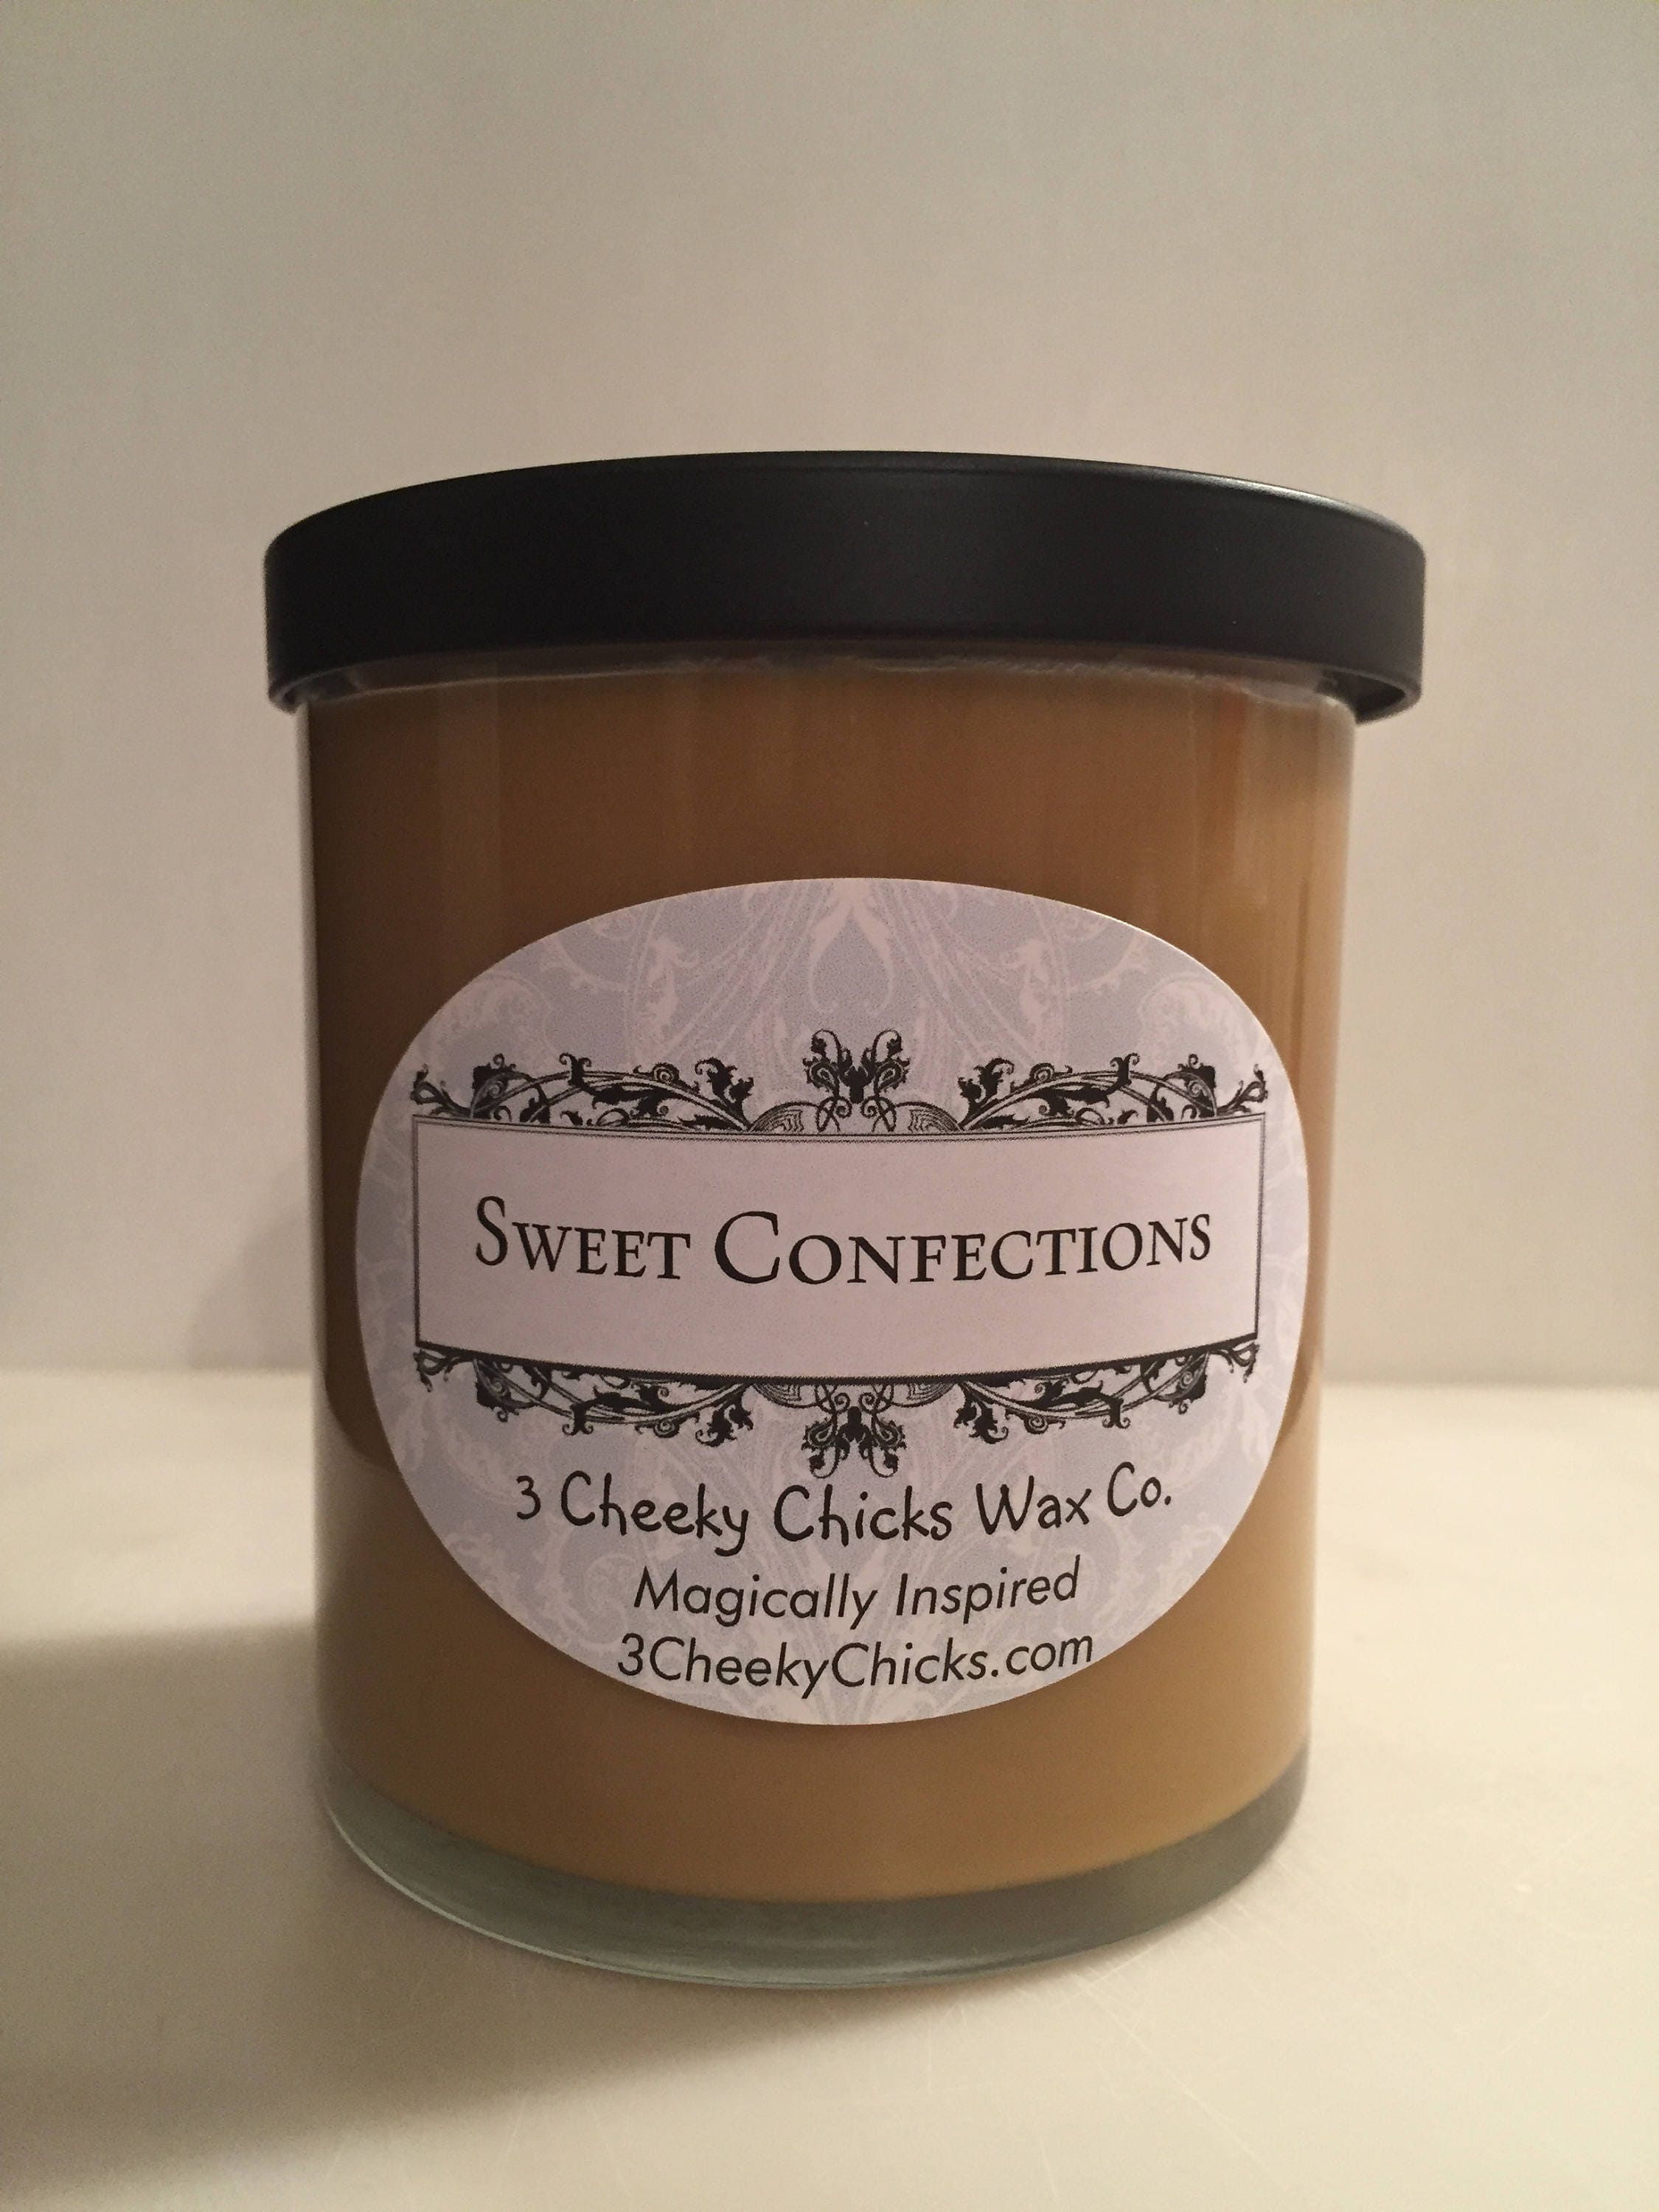 Sweet Confections
3 Cheeky Chicks Wax Co.
Magically Inspired
3CheekyChicks.com